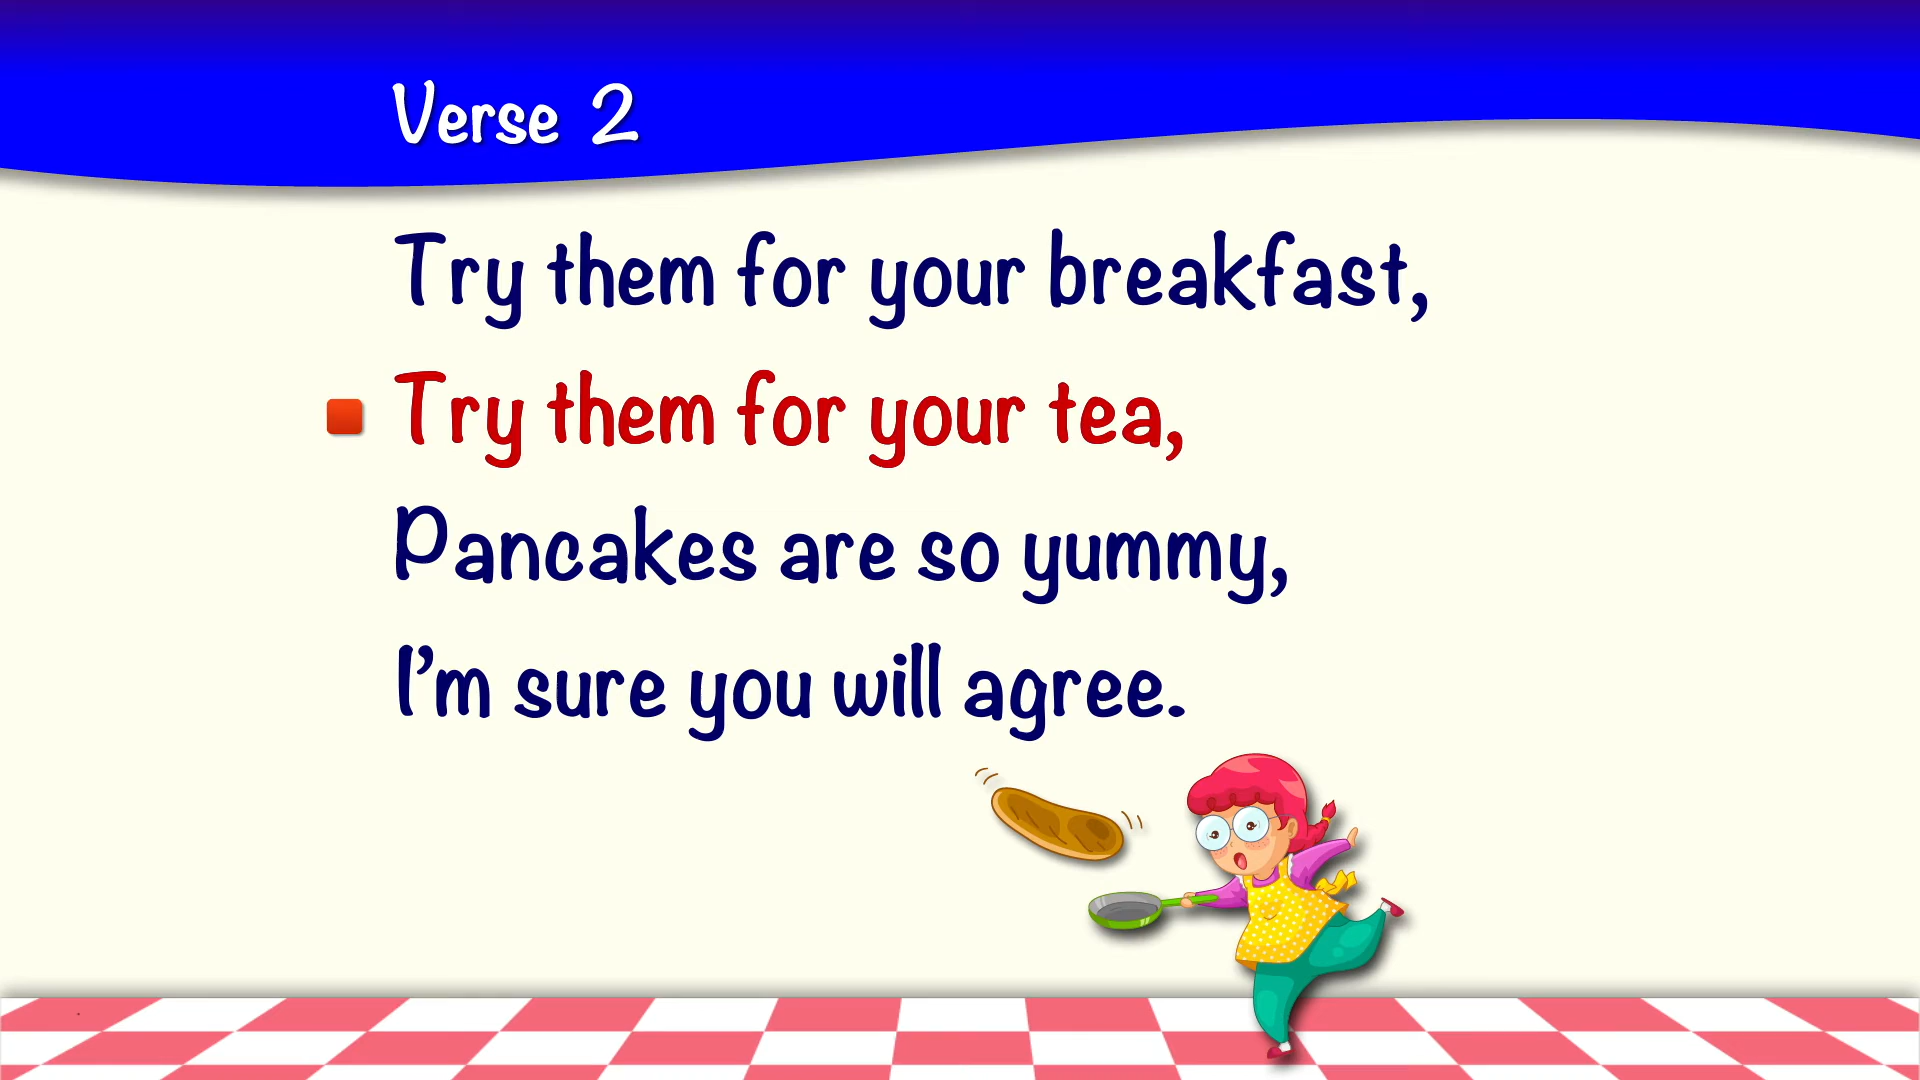 Verse 2
Try them for your breakfast,
Try them for your tea,
Pancakes are so yummy,
I’m sure you will agree.